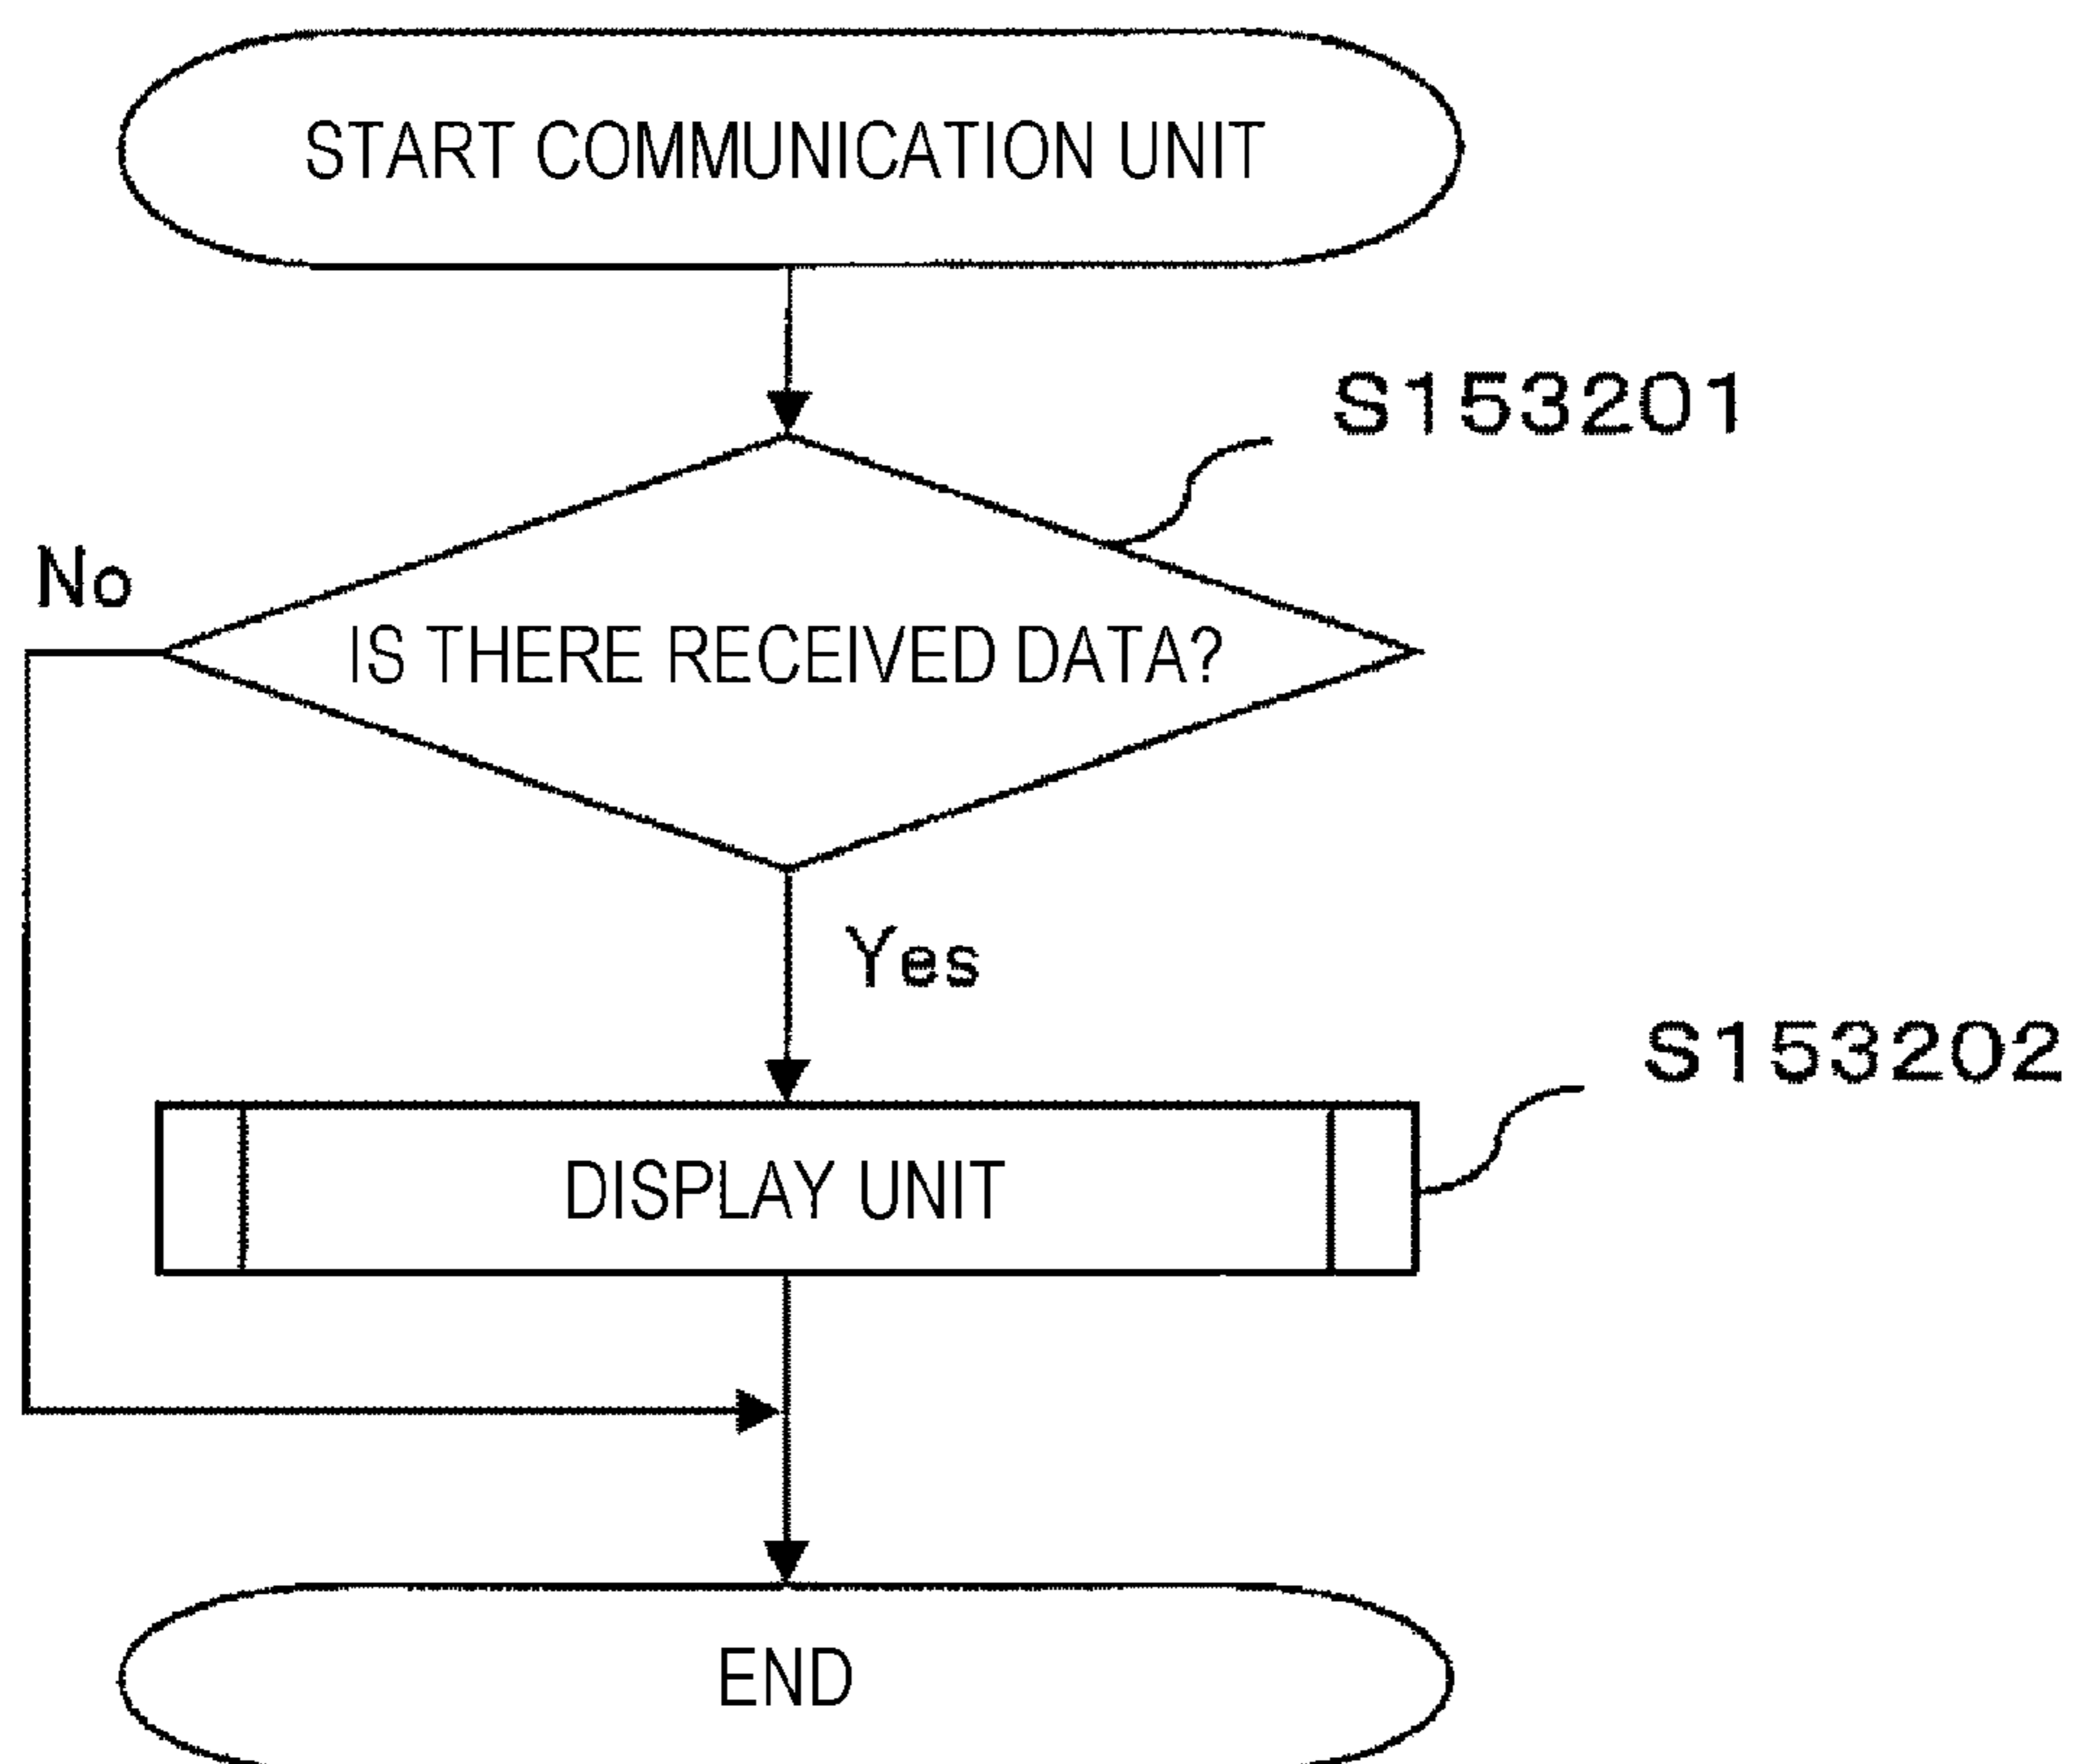 START COMMUNICATION UNIT
S153201
No
IS THERE RECEIVED DATA?
Yes
S153202
DISPLAY UNIT
END